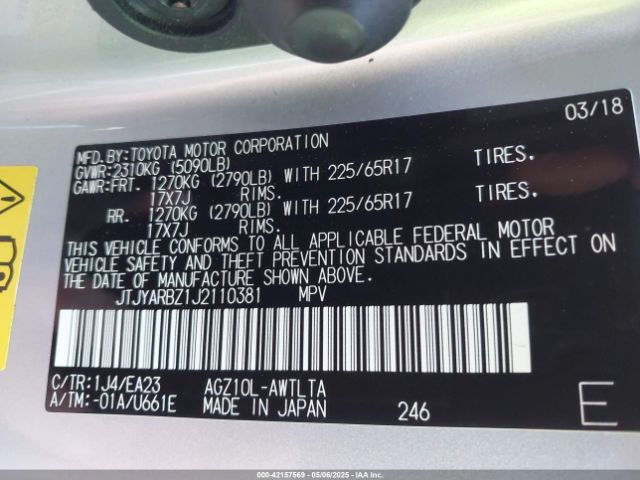 03/18
MFD.BY:TOYOTA MOTOR CORPORATION
GVWR:2310KG (5090LB)
GAWR:FRT. 1270KG (2790LB) WITH 225/65R17 TIRES.
17X7J RIMS.
RR. 1270KG (2790LB) WITH 225/65R17 TIRES.
17X7J RIMS.
THIS VEHICLE CONFORMS TO ALL APPLICABLE FEDERAL MOTOR
VEHICLE SAFETY AND THEFT PREVENTION STANDARDS IN EFFECT ON
THE DATE OF MANUFACTURE SHOWN ABOVE.
JTJYARBZ1J2110381 MPV
C/TR:1J4/EA23 AGZ10L-AWTLTA
A/TM:-01A/U661E MADE IN JAPAN 246 E
000-42157569 - 05/06/2025 - copart.com